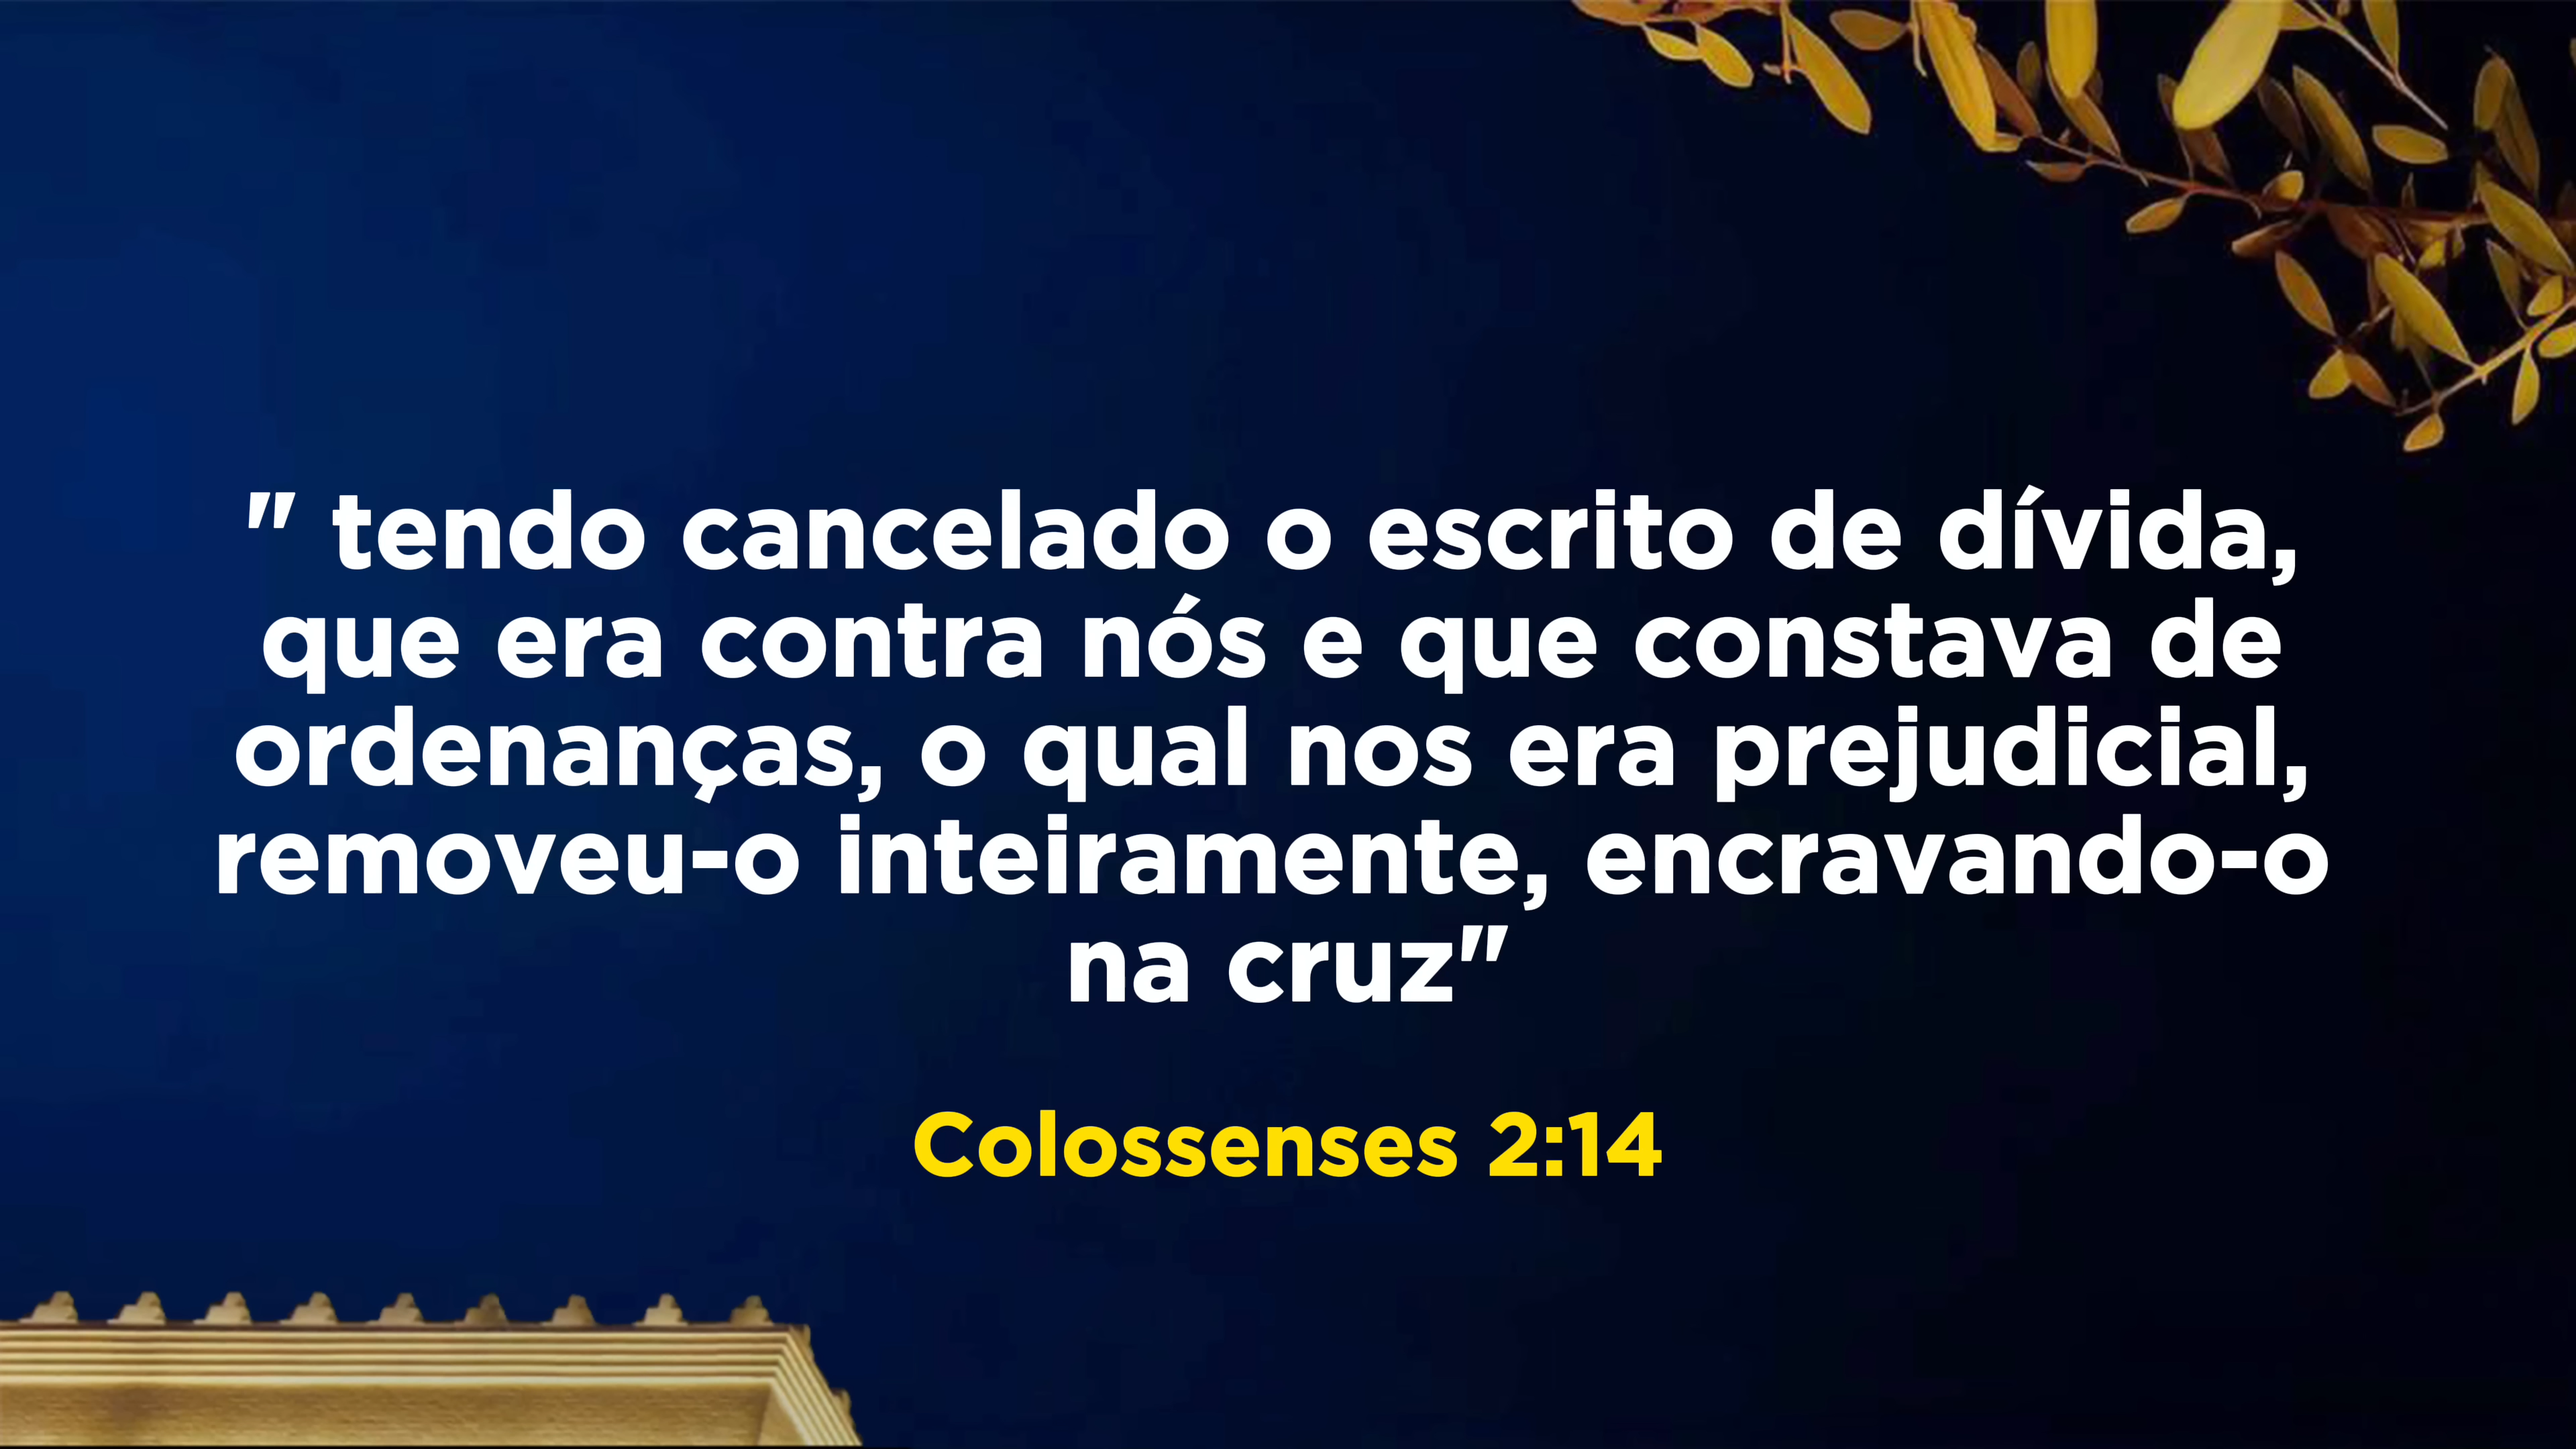 " tendo cancelado o escrito de dívida,
que era contra nós e que constava de
ordenanças, o qual nos era prejudicial,
removeu-o inteiramente, encravando-o
na cruz"
Colossenses 2:14